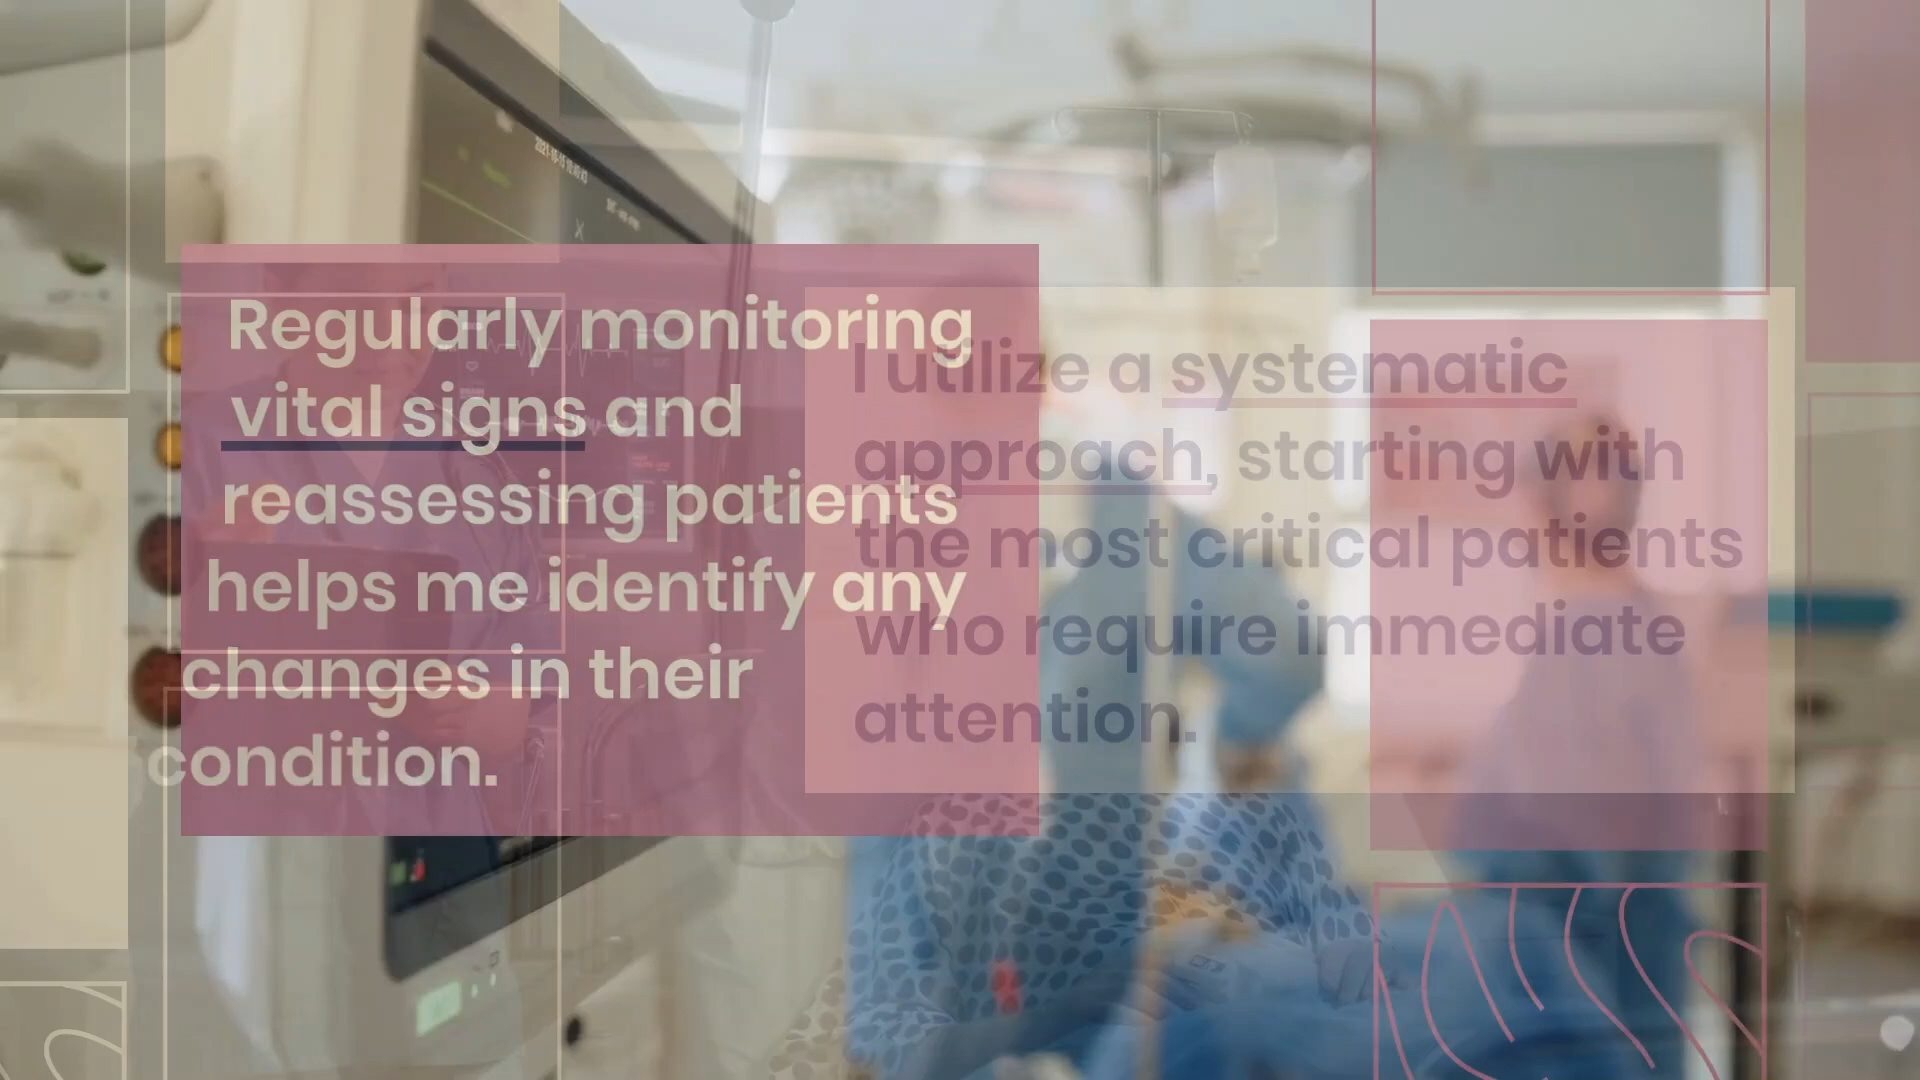 Regularly monitoring
vital signs and
reassessing patients
helps me identify any
changes in their
condition.
I utilize a systematic
approach, starting with
the most critical patients
who require immediate
attention.